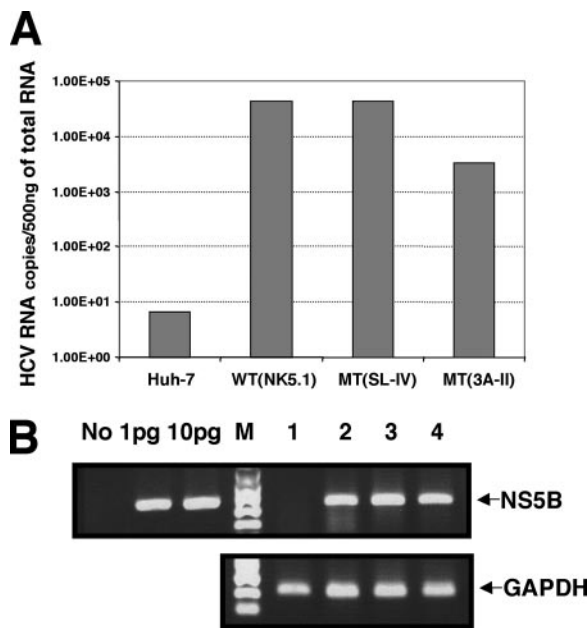 A
HCV RNA copies/500ng of total RNA
1.00E+05
1.00E+04
1.00E+03
1.00E+02
1.00E+01
1.00E+00
Huh-7 WT(NK5.1) MT(SL-IV) MT(3A-II)
B
No 1pg 10pg M 1 2 3 4
NS5B
GAPDH